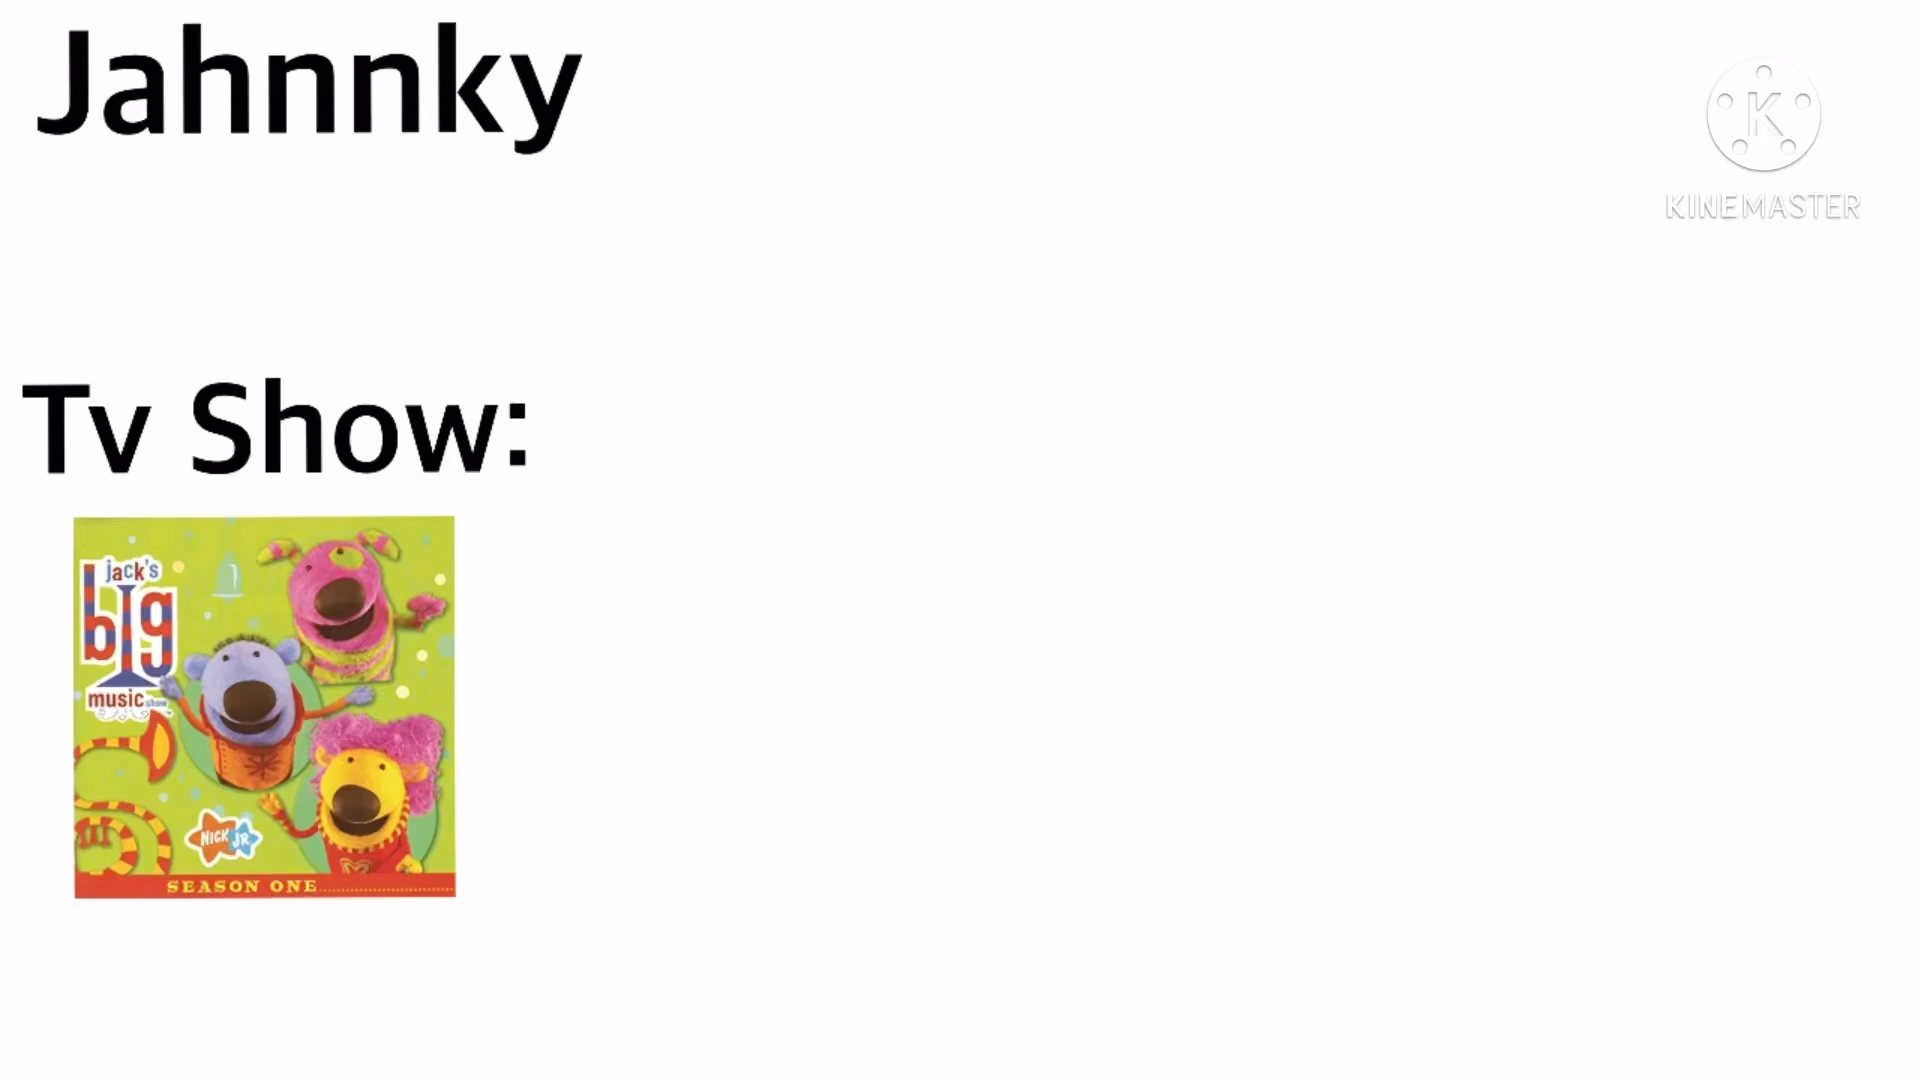 Jahnnky
K
KINEMASTER
Tv Show:
jack's
big
music show
NICK JR
SEASON ONE